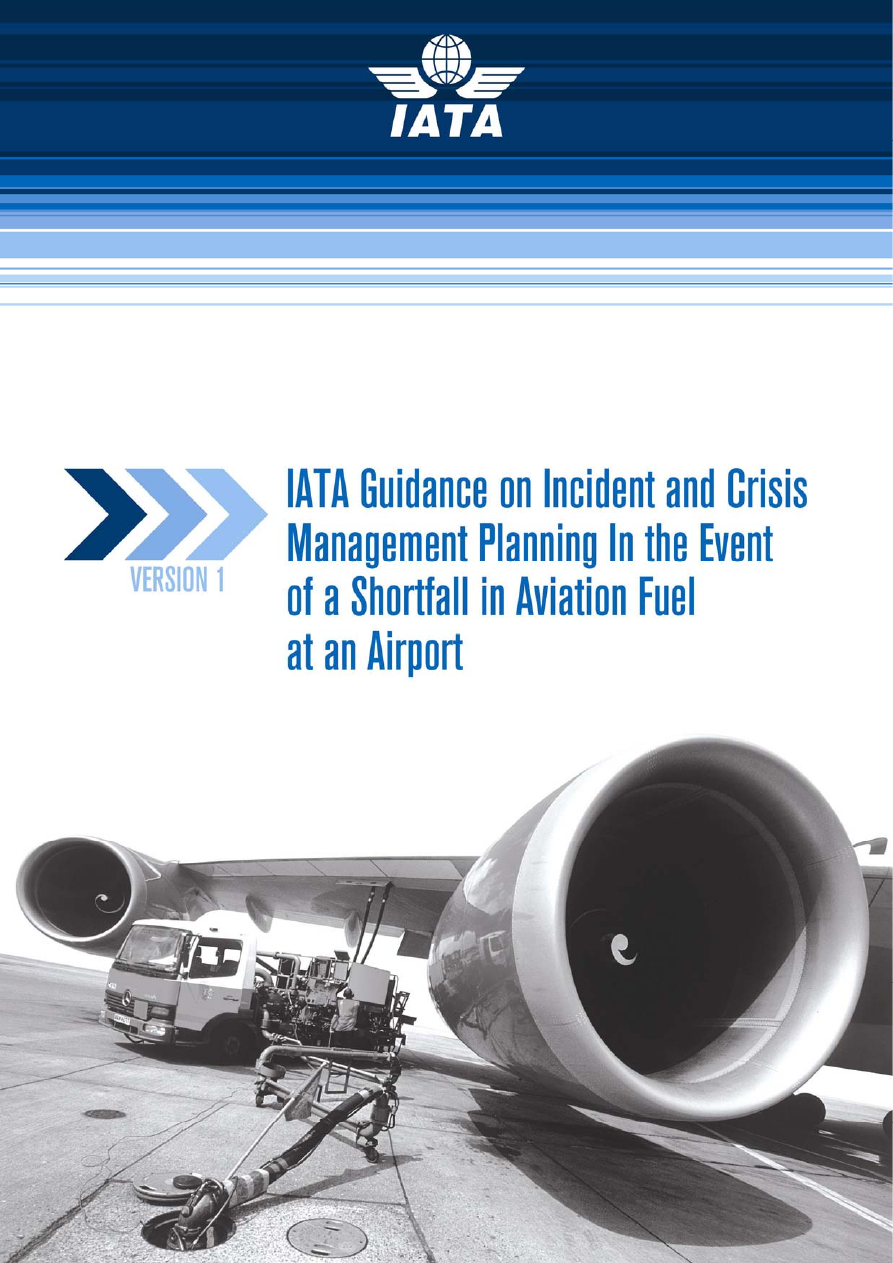 IATA
IATA Guidance on Incident and Crisis
Management Planning In the Event
of a Shortfall in Aviation Fuel
at an Airport
VERSION 1